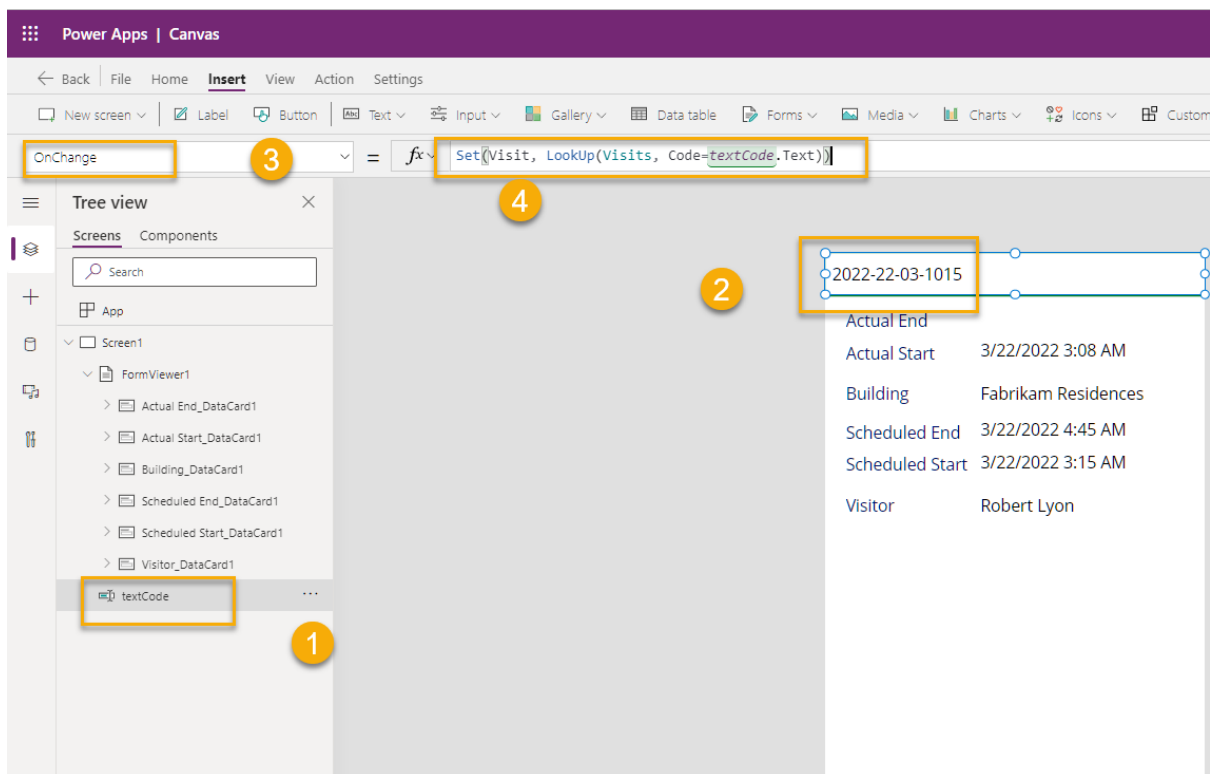 Power Apps | Canvas
Back File Home Insert View Action Settings
New screen Label Button Abc Text Input Gallery Data table Forms Media Charts Icons Custom
OnChange 3 = fx Set(Visit, LookUp(Visits, Code=textCode.Text))
4
Tree view
Screens Components
Search
App
Screen1
FormViewer1
Actual End_DataCard1
Actual Start_DataCard1
Building_DataCard1
Scheduled End_DataCard1
Scheduled Start_DataCard1
Visitor_DataCard1
textCode ...
1
2
2022-22-03-1015
Actual End
Actual Start 3/22/2022 3:08 AM
Building Fabrikam Residences
Scheduled End 3/22/2022 4:45 AM
Scheduled Start 3/22/2022 3:15 AM
Visitor Robert Lyon